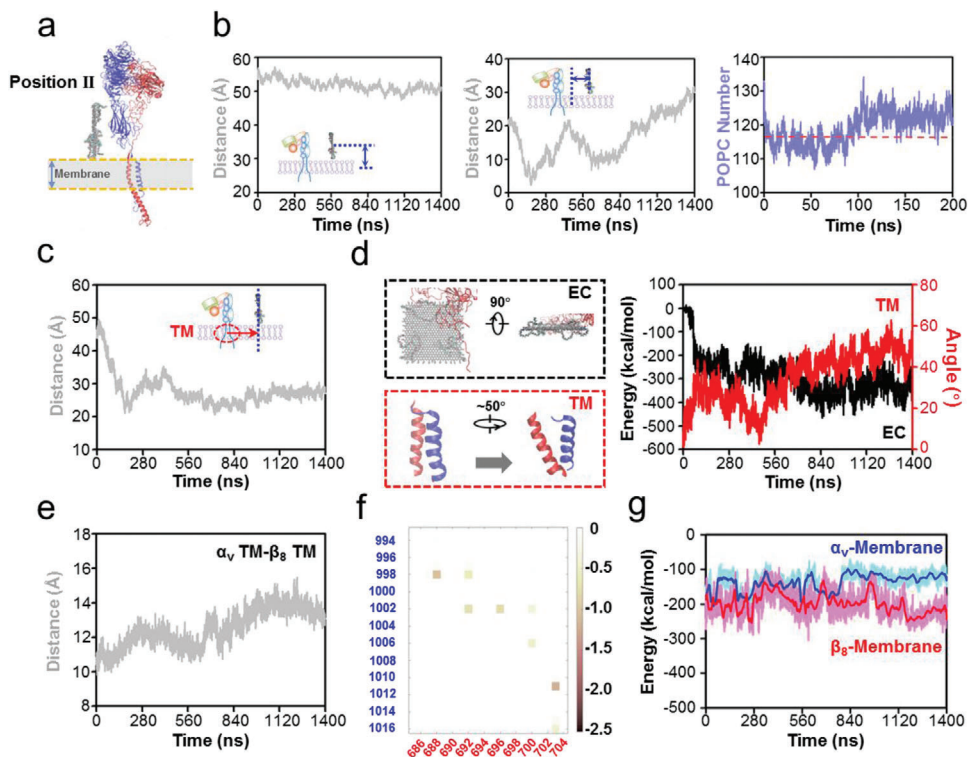 a
Position II
Membrane
b
Distance (Å)
60
50
40
30
20
0 280 560 840 1120 1400
Time (ns)
Distance (Å)
40
30
20
10
0
0 280 560 840 1120 1400
Time (ns)
POPC Number
140
132
124
116
108
100
0 50 100 150 200
Time (ns)
c
Distance (Å)
60
50
40
30
20
10
TM
0 280 560 840 1120 1400
Time (ns)
d
EC
90°
TM
~50°
Energy (kcal/mol)
100
0
-100
-200
-300
-400
-500
-600
TM
EC
80
60
40
20
0
Angle (°)
0 280 560 840 1120 1400
Time (ns)
e
Distance (Å)
18
16
14
12
10
8
αv TM-β8 TM
0 280 560 840 1120 1400
Time (ns)
f
994
996
998
1000
1002
1004
1006
1008
1010
1012
1014
1016
686 688 690 692 694 696 698 700 702 704
0
-0.5
-1.0
-1.5
-2.0
-2.5
g
Energy (kcal/mol)
0
-100
-200
-300
-400
-500
αv-Membrane
β8-Membrane
0 280 560 840 1120 1400
Time (ns)